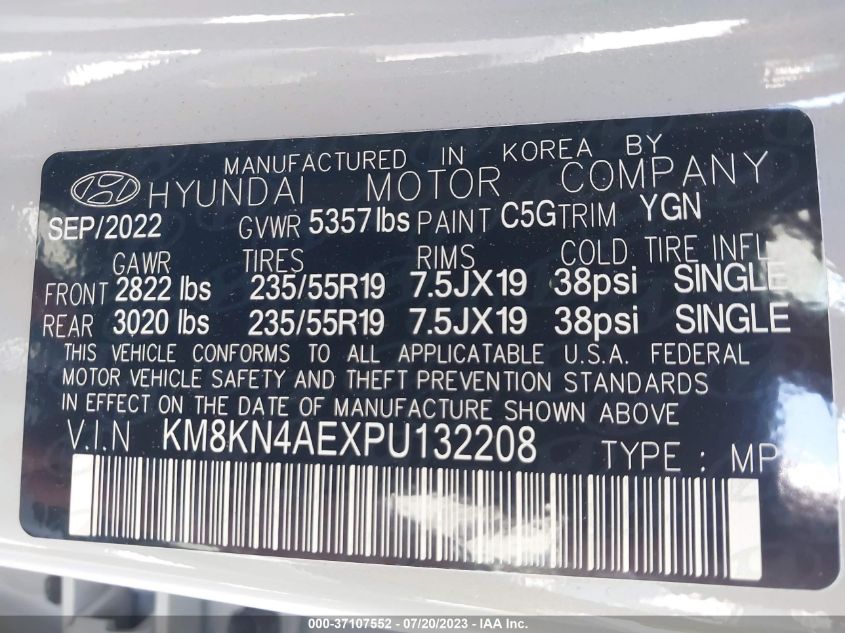 MANUFACTURED IN KOREA BY
HYUNDAI MOTOR COMPANY
SEP/2022 GVWR 5357 lbs PAINT C5G TRIM YGN
GAWR TIRES RIMS COLD TIRE INFL
FRONT 2822 lbs 235/55R19 7.5JX19 38psi SINGLE
REAR 3020 lbs 235/55R19 7.5JX19 38psi SINGLE
THIS VEHICLE CONFORMS TO ALL APPLICATABLE U.S.A. FEDERAL
MOTOR VEHICLE SAFETY AND THEFT PREVENTION STANDARDS
IN EFFECT ON THE DATE OF MANUFACTURE SHOWN ABOVE.
V.I.N KM8KN4AEXPU132208 TYPE : MP
000-37107552 - 07/20/2023 - IAA Inc.